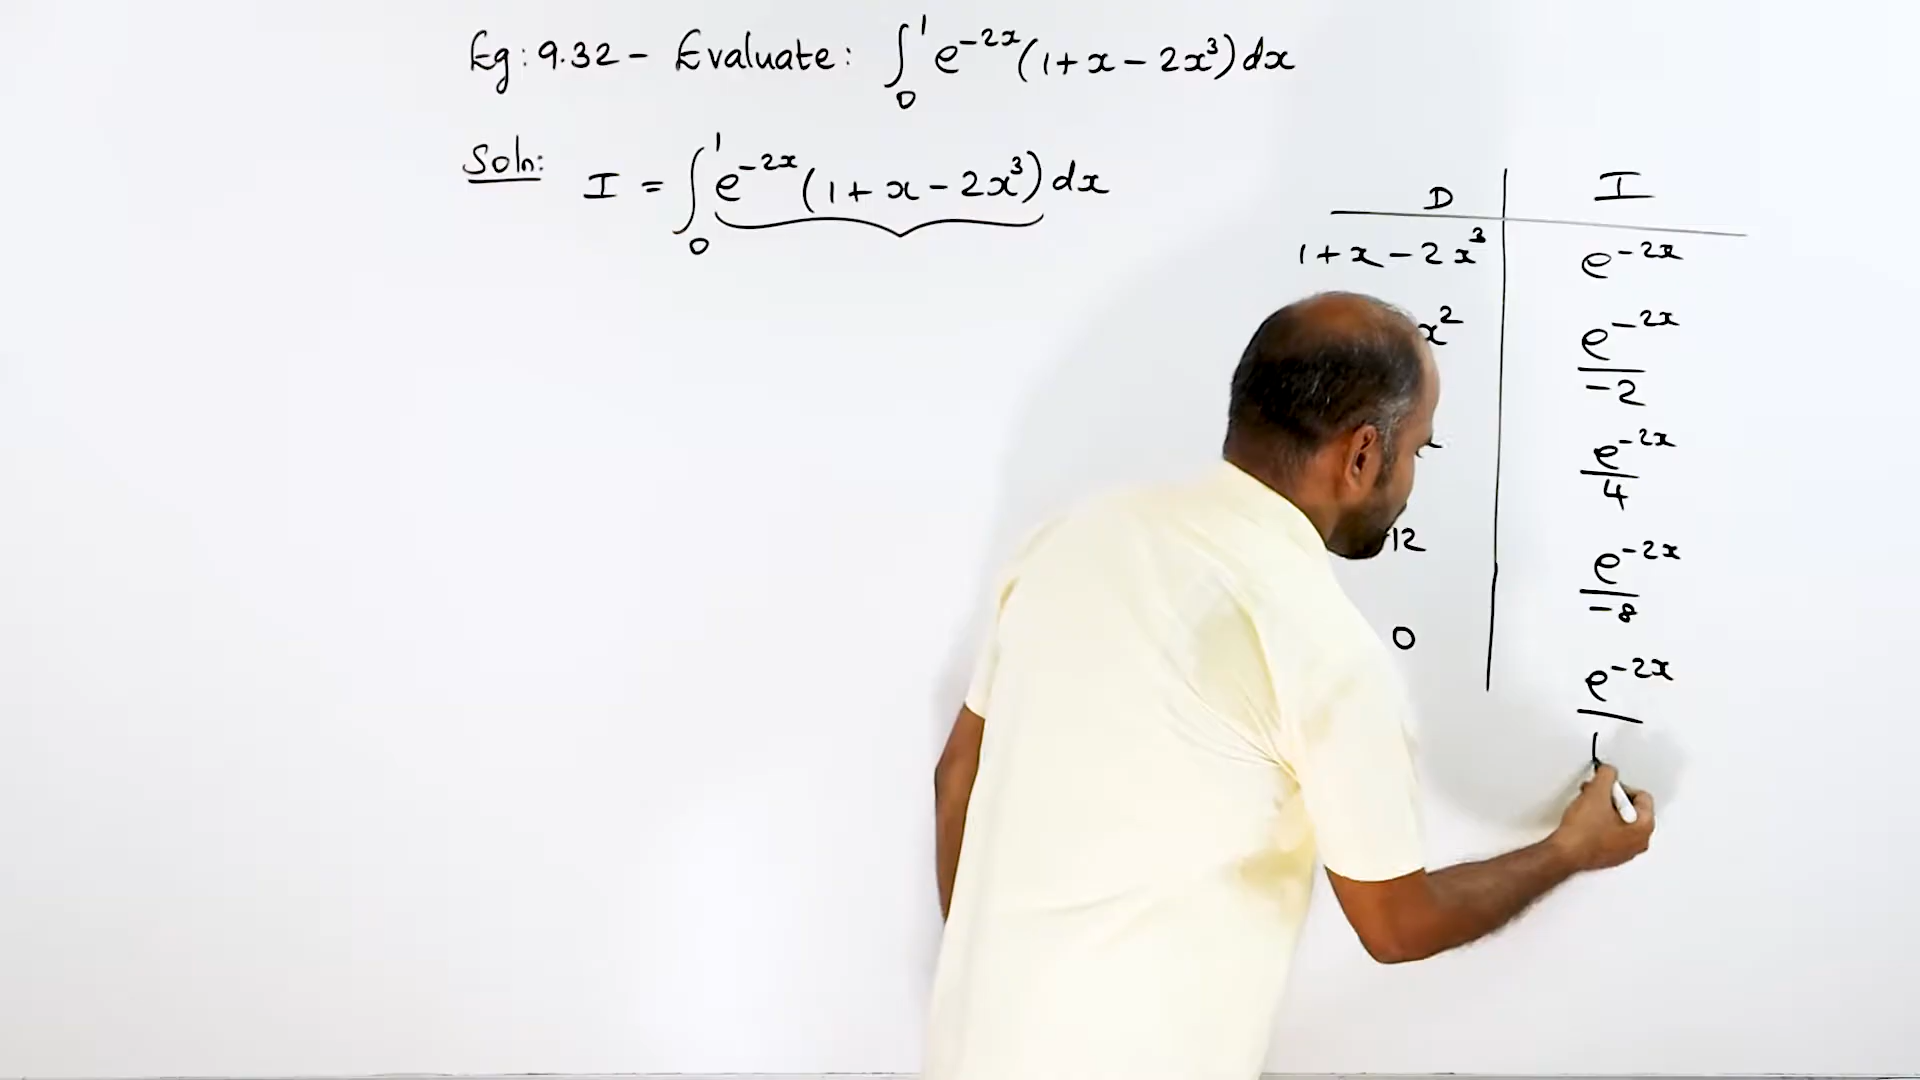 Eg: 9.32 - Evaluate: ∫₀¹ e⁻²ˣ (1 + x - 2x³) dx
Soln: I = ∫₀¹ e⁻²ˣ (1 + x - 2x³) dx
D I
1 + x - 2x³ e⁻²ˣ
x² e⁻²ˣ/-2
e⁻²ˣ/4
12 e⁻²ˣ/-8
0 e⁻²ˣ/